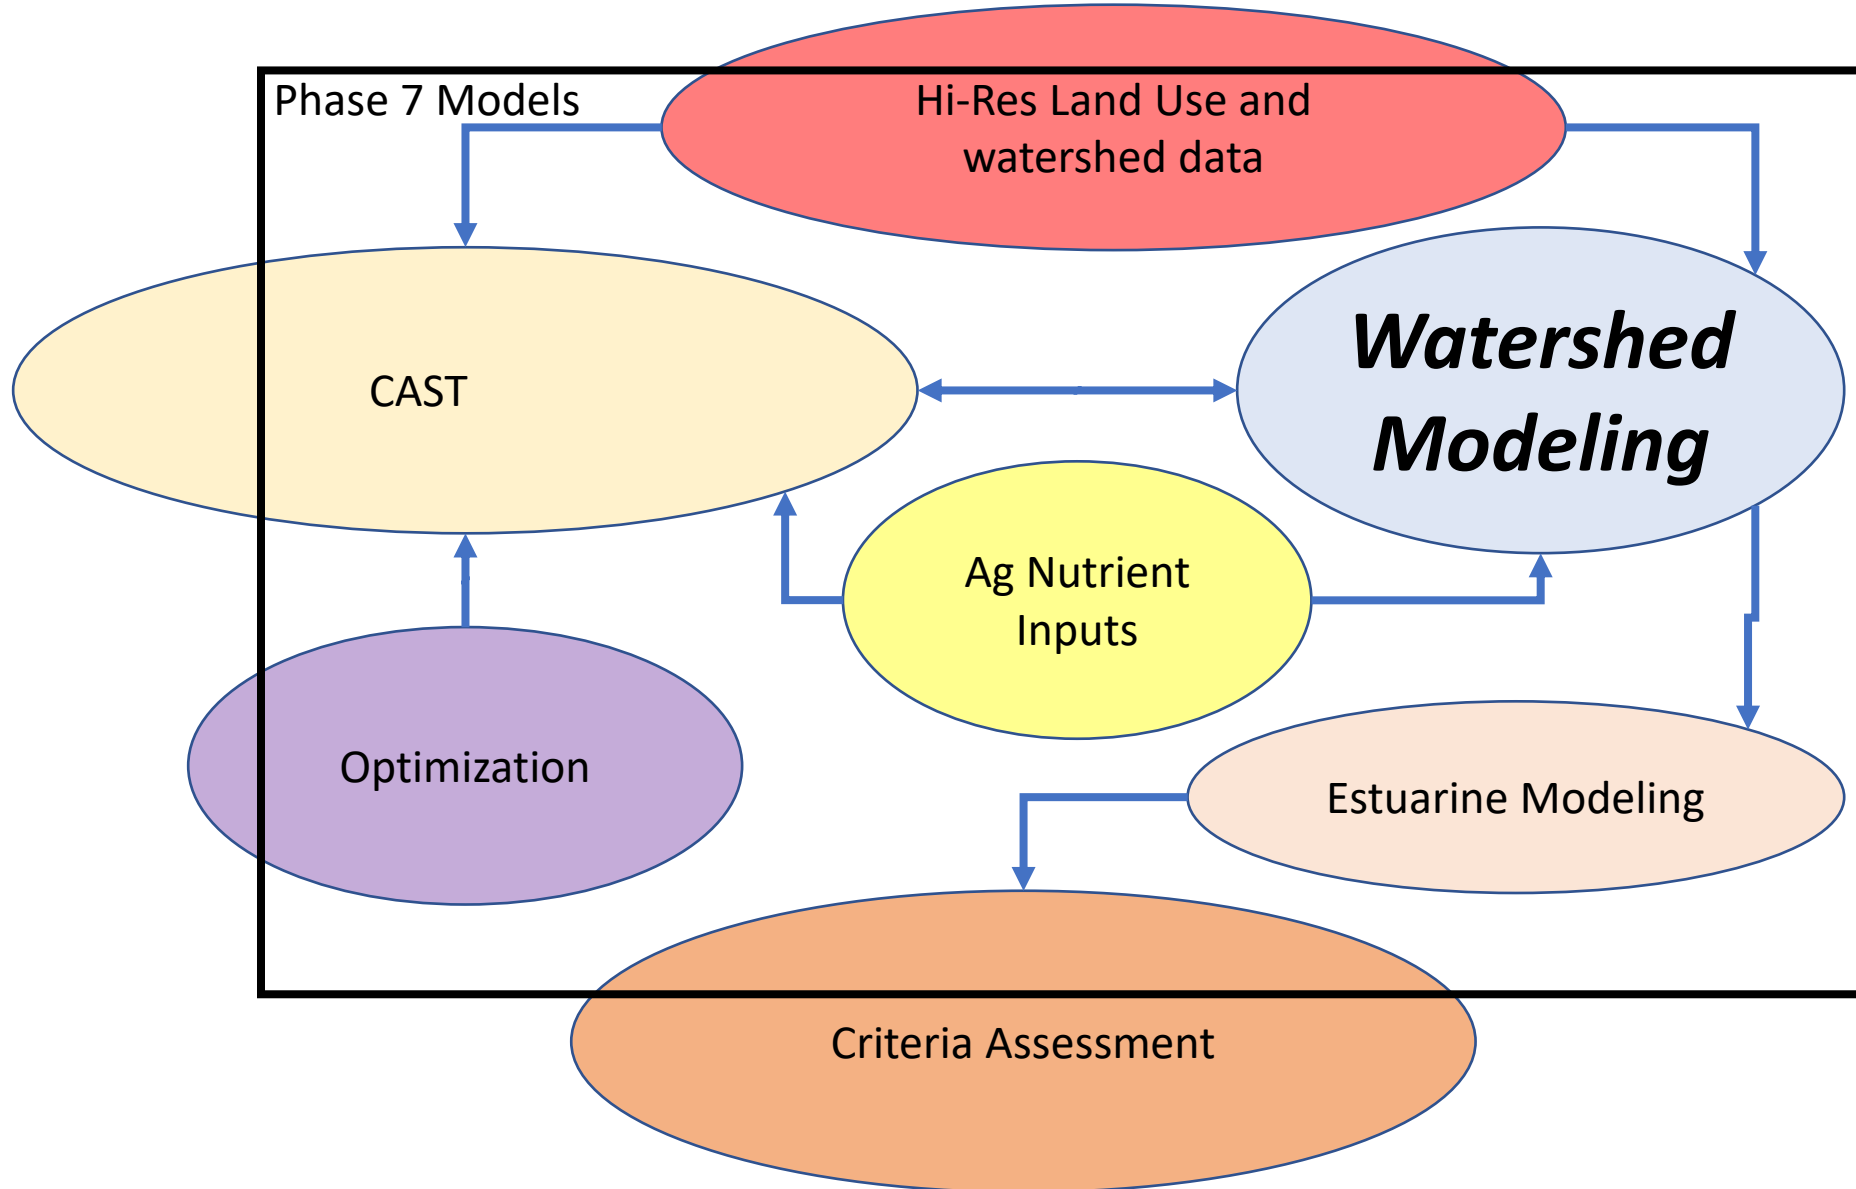 Phase 7 Models
Hi-Res Land Use and
watershed data
CAST
Watershed
Modeling
Ag Nutrient
Inputs
Optimization
Estuarine Modeling
Criteria Assessment